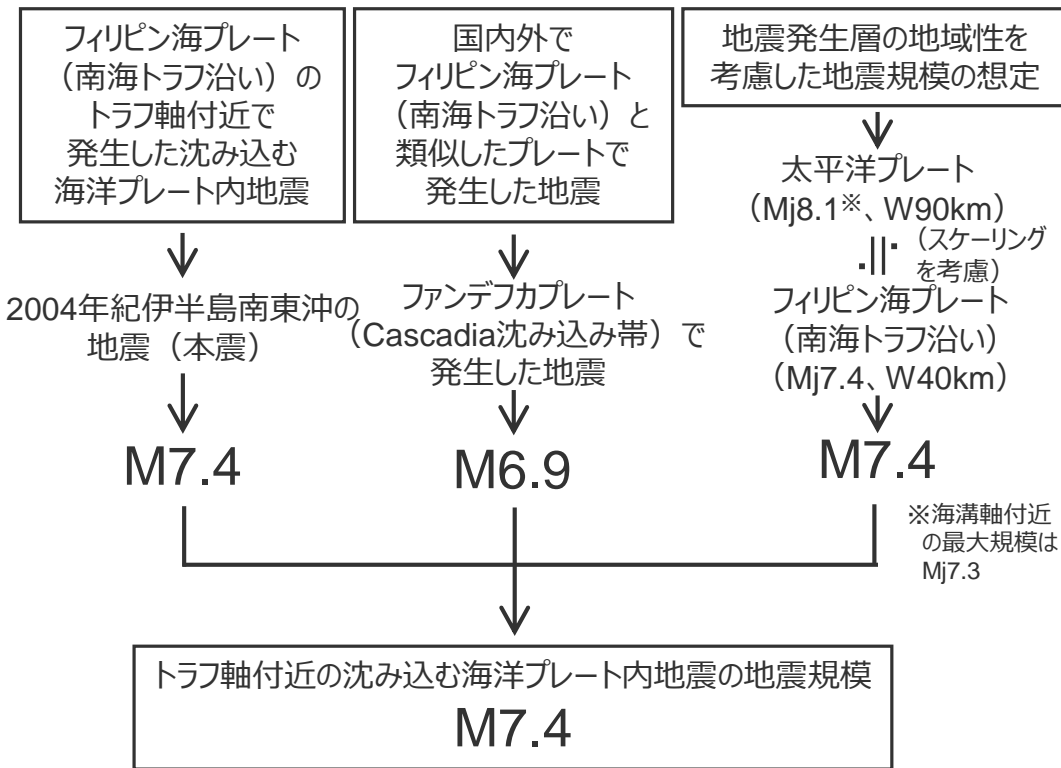 フィリピン海プレート
（南海トラフ沿い）の
トラフ軸付近で
発生した沈み込む
海洋プレート内地震
2004年紀伊半島南東沖の
地震（本震）
M7.4
国内外で
フィリピン海プレート
（南海トラフ沿い）と
類似したプレートで
発生した地震
ファンデフカプレート
（Cascadia沈み込み帯）で
発生した地震
M6.9
地震発生層の地域性を
考慮した地震規模の想定
太平洋プレート
（Mj8.1※、W90km）
（スケーリング
を考慮）
フィリピン海プレート
（南海トラフ沿い）
（Mj7.4、W40km）
M7.4
※海溝軸付近
の最大規模は
Mj7.3
トラフ軸付近の沈み込む海洋プレート内地震の地震規模
M7.4